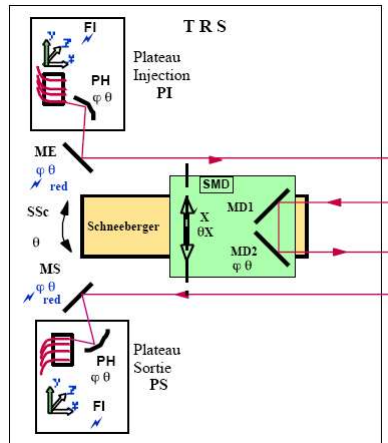 T R S
FI
Y
Z
X
Plateau
Injection
PI
PH
φ θ
ME
φ θ
red
SMD
SSc
θ
Schneeberger
X
θX
MD1
MD2
φ θ
MS
φ θ
red
PH
φ θ
Plateau
Sortie
PS
Y
Z
X
FI